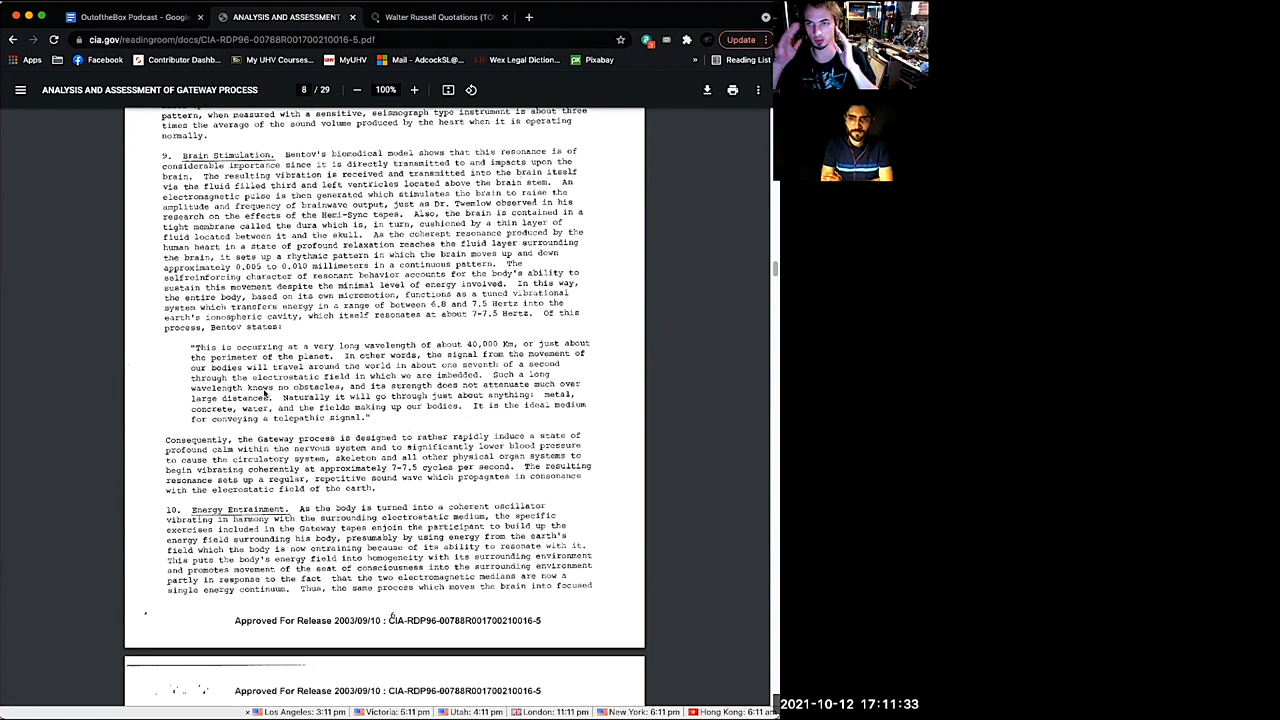 OutoftheBox Podcast - Google
ANALYSIS AND ASSESSMENT
Walter Russell Quotations (TO
cia.gov/readingroom/docs/CIA-RDP96-00788R001700210016-5.pdf
Update
Apps
Facebook
Contributor Dashb...
My UHV Courses...
MyUHV
Mail - AdcockSL@...
Wex Legal Diction...
Pixabay
»
Reading List
ANALYSIS AND ASSESSMENT OF GATEWAY PROCESS
8 / 29
100%
pattern, when measured with a sensitive, seismograph type instrument is about three
times the average of the sound volume produced by the heart when it is operating
normally.
9. Brain Stimulation. Bentov's biomedical model shows that this resonance is of
considerable importance since it is directly transmitted to and impacts upon the
brain. The resulting vibration is received and transmitted into the brain itself
via the fluid filled third and left ventricles located above the brain stem. An
electromagnetic pulse is then generated which stimulates the brain to raise the
amplitude and frequency of brainwave output, just as Dr. Twemlow observed in his
research on the effects of the Hemi-Sync tapes. Also, the brain is contained in a
tight membrane called the dura which is, in turn, cushioned by a thin layer of
fluid located between it and the skull. As the coherent resonance produced by the
human heart in a state of profound relaxation reaches the fluid layer surrounding
the brain, it sets up a rhythmic pattern in which the brain moves up and down
approximately 0.005 to 0.010 millimeters in a continuous pattern. The
selfreinforcing character of resonant behavior accounts for the body's ability to
sustain this movement despite the minimal level of energy involved. In this way,
the entire body, based on its own micromotion, functions as a tuned vibrational
system which transfers energy in a range of between 6.8 and 7.5 Hertz into the
earth's ionospheric cavity, which itself resonates at about 7-7.5 Hertz. Of this
process, Bentov states:
"This is occurring at a very long wavelength of about 40,000 Km, or just about
the perimeter of the planet. In other words, the signal from the movement of
our bodies will travel around the world in about one seventh of a second
through the electrostatic field in which we are imbedded. Such a long
wavelength knows no obstacles, and its strength does not attenuate much over
large distances. Naturally it will go through just about anything: metal,
concrete, water, and the fields making up our bodies. It is the ideal medium
for conveying a telepathic signal."
Consequently, the Gateway process is designed to rather rapidly induce a state of
profound calm within the nervous system and to significantly lower blood pressure
to cause the circulatory system, skeleton and all other physical organ systems to
begin vibrating coherently at approximately 7-7.5 cycles per second. The resulting
resonance sets up a regular, repetitive sound wave which propagates in consonance
with the elecrostatic field of the earth.
10. Energy Entrainment. As the body is turned into a coherent oscillator
vibrating in harmony with the surrounding electrostatic medium, the specific
exercises included in the Gateway tapes enjoin the participant to build up the
energy field surrounding his body, presumably by using energy from the earth's
field which the body is now entraining because of its ability to resonate with it.
This puts the body's energy field into homogeneity with its surrounding environment
and promotes movement of the seat of consciousness into the surrounding environment
partly in response to the fact that the two electromagnetic medians are now a
single energy continuum. Thus, the same process which moves the brain into focused
6
Approved For Release 2003/09/10 : CIA-RDP96-00788R001700210016-5
Approved For Release 2003/09/10 : CIA-RDP96-00788R001700210016-5
2021-10-12 17:11:33
Los Angeles: 3:11 pm Victoria: 5:11 pm Utah: 4:11 pm London: 11:11 pm New York: 6:11 pm Hong Kong: 6:11 am